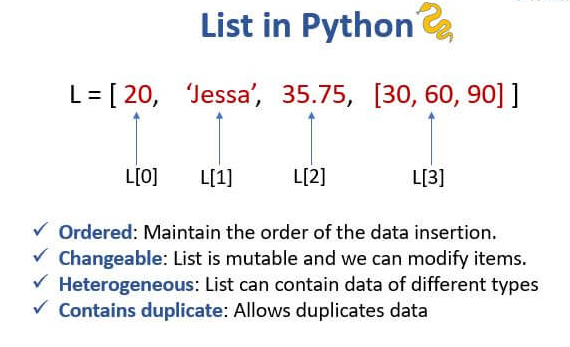 List in Python
L = [ 20, ‘Jessa’, 35.75, [30, 60, 90] ]
L[0] L[1] L[2] L[3]
✓ Ordered: Maintain the order of the data insertion.
✓ Changeable: List is mutable and we can modify items.
✓ Heterogeneous: List can contain data of different types
✓ Contains duplicate: Allows duplicates data